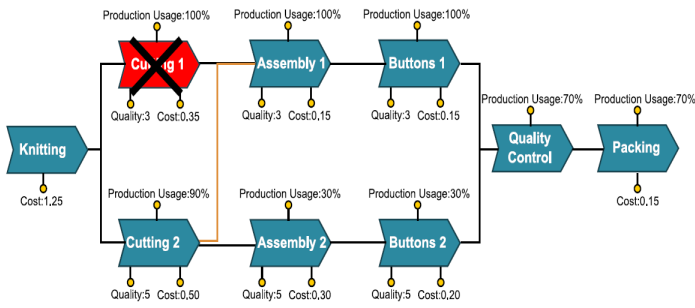 Production Usage:100% Production Usage:100% Production Usage:100%
Cutting 1 Assembly 1 Buttons 1
Quality:3 Cost:0,35 Quality:3 Cost:0,15 Quality:3 Cost:0.15
Production Usage:70% Production Usage:70%
Knitting Quality Control Packing
Cost:1,25 Cost:0,15
Production Usage:90% Production Usage:30% Production Usage:30%
Cutting 2 Assembly 2 Buttons 2
Quality:5 Cost:0,50 Quality:5 Cost:0,30 Quality:5 Cost:0,20